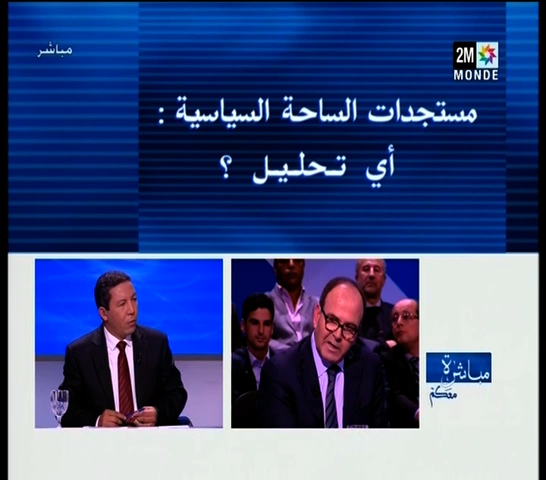 مباشر
2M
MONDE
مستجدات الساحة السياسية :
أي تحليل ؟
مباشرة
معكم